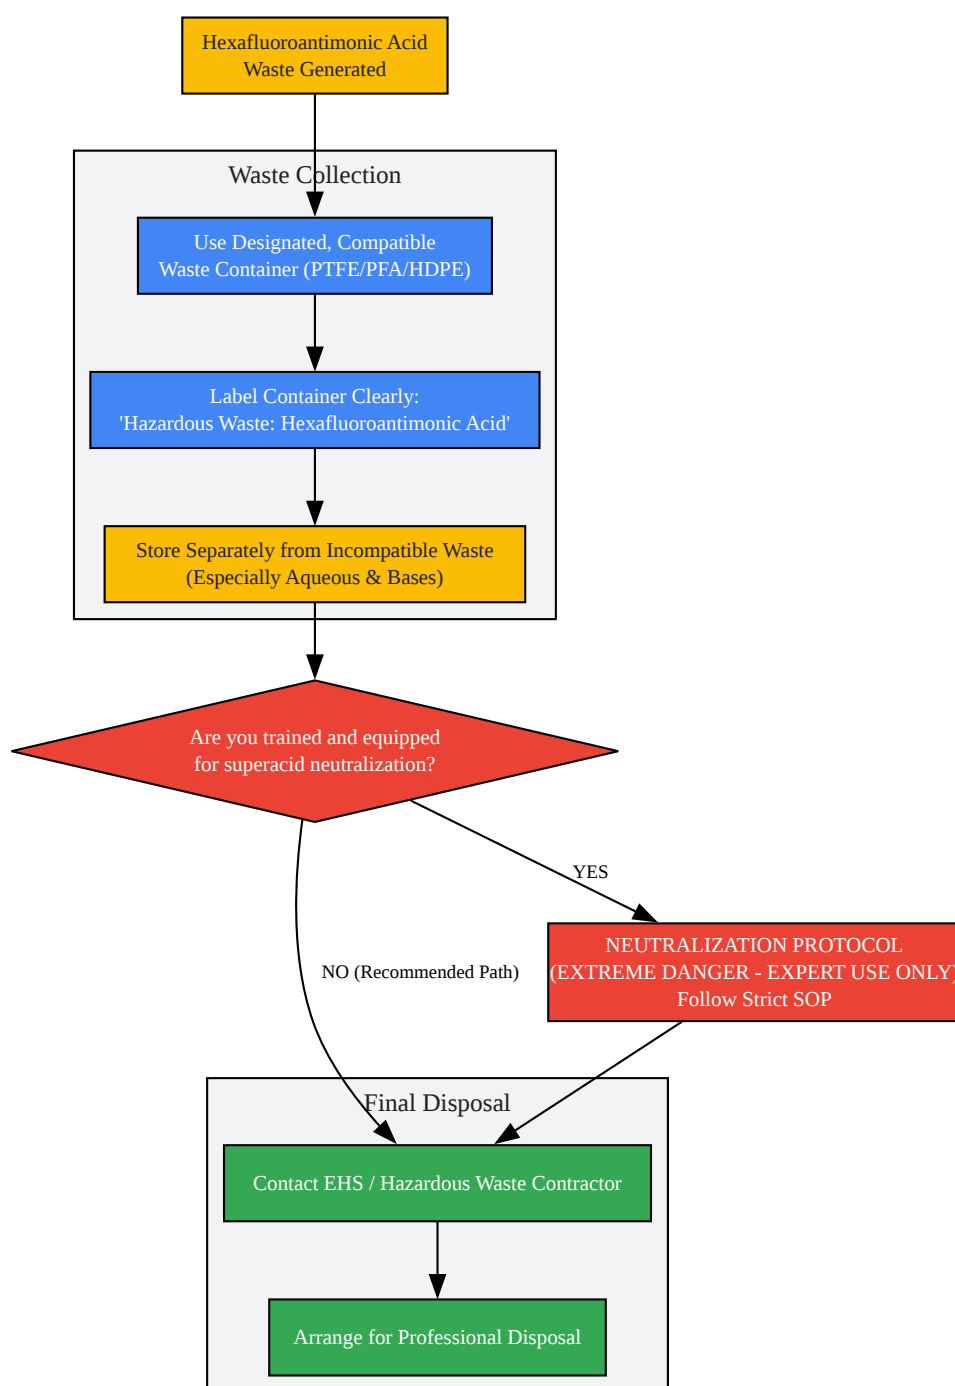 Hexafluoroantimonic Acid
Waste Generated
Waste Collection
Use Designated, Compatible
Waste Container (PTFE/PFA/HDPE)
Label Container Clearly:
'Hazardous Waste: Hexafluoroantimonic Acid'
Store Separately from Incompatible Waste
(Especially Aqueous & Bases)
Are you trained and equipped
for superacid neutralization?
YES
NEUTRALIZATION PROTOCOL
(EXTREME DANGER - EXPERT USE ONLY)
Follow Strict SOP
NO (Recommended Path)
Final Disposal
Contact EHS / Hazardous Waste Contractor
Arrange for Professional Disposal